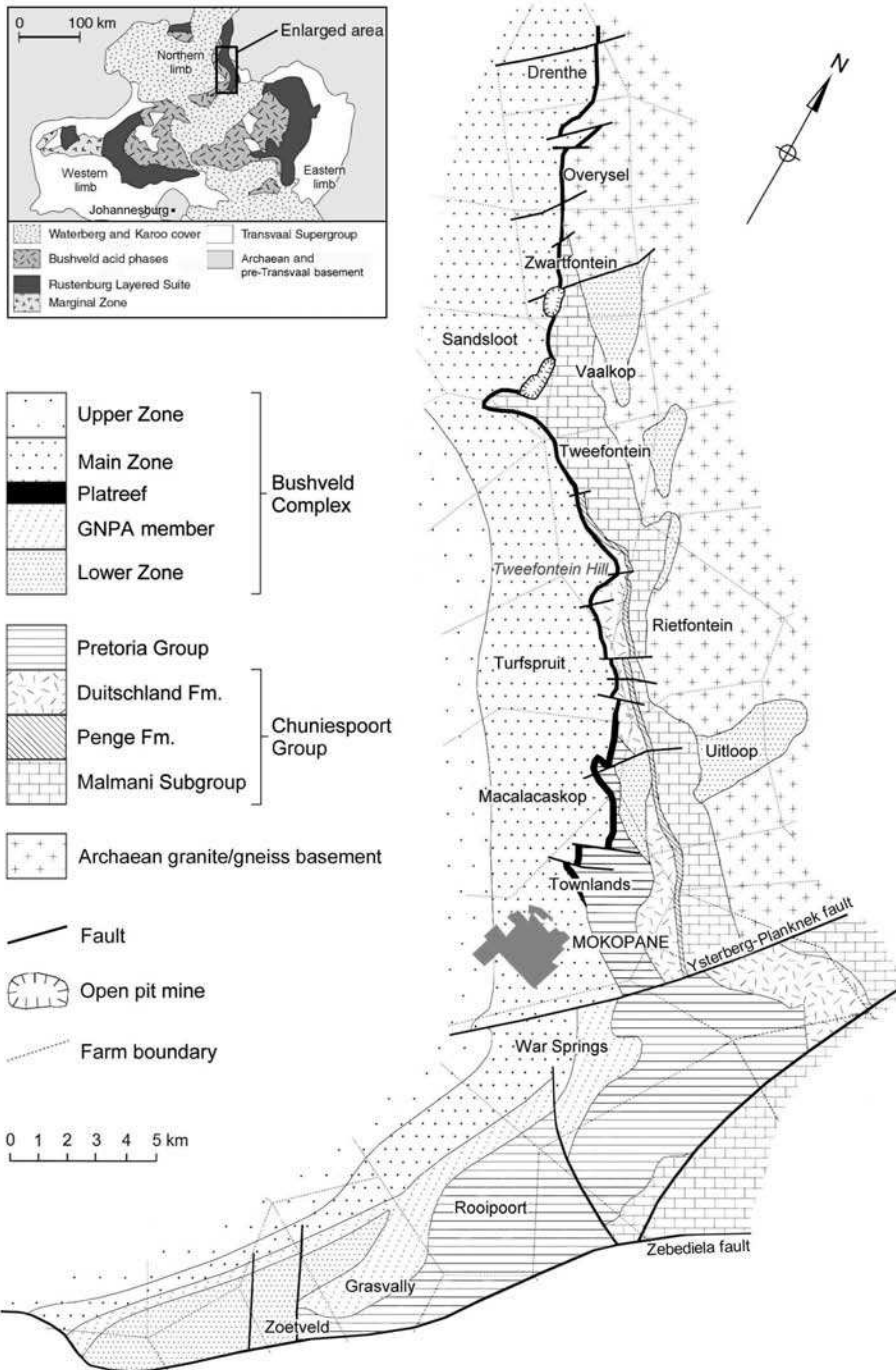 0 100 km
Enlarged area
Northern
limb
Western
limb
Eastern
limb
Johannesburg
Waterberg and Karoo cover
Transvaal Supergroup
Bushveld acid phases
Archaean and
pre-Transvaal basement
Rustenburg Layered Suite
Marginal Zone
N
Upper Zone
Main Zone
Platreef
GNPA member
Lower Zone
Bushveld
Complex
Pretoria Group
Duitschland Fm.
Penge Fm.
Malmani Subgroup
Chuniespoort
Group
Archaean granite/gneiss basement
Fault
Open pit mine
Farm boundary
0 1 2 3 4 5 km
Drenthe
Overysel
Zwartfontein
Sandsloot
Vaalkop
Tweefontein
Tweefontein Hill
Rietfontein
Turfspruit
Uitloop
Macalacaskop
Townlands
MOKOPANE
Ysterberg-Planknek fault
War Springs
Rooipoort
Zebediela fault
Grasvally
Zoetveld